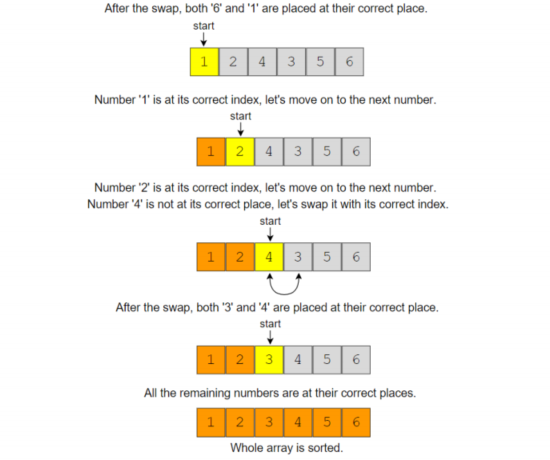 After the swap, both '6' and '1' are placed at their correct place.
start
1 2 4 3 5 6
Number '1' is at its correct index, let's move on to the next number.
start
1 2 4 3 5 6
Number '2' is at its correct index, let's move on to the next number.
Number '4' is not at its correct place, let's swap it with its correct index.
start
1 2 4 3 5 6
After the swap, both '3' and '4' are placed at their correct place.
start
1 2 3 4 5 6
All the remaining numbers are at their correct places.
1 2 3 4 5 6
Whole array is sorted.